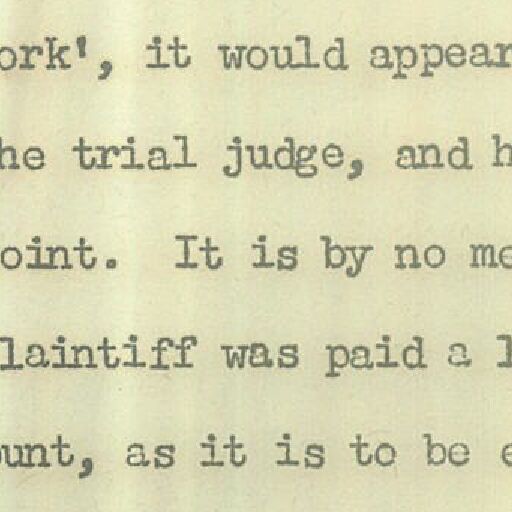 ork', it would appear
he trial judge, and h
oint.  It is by no me
laintiff was paid a l
unt, as it is to be e